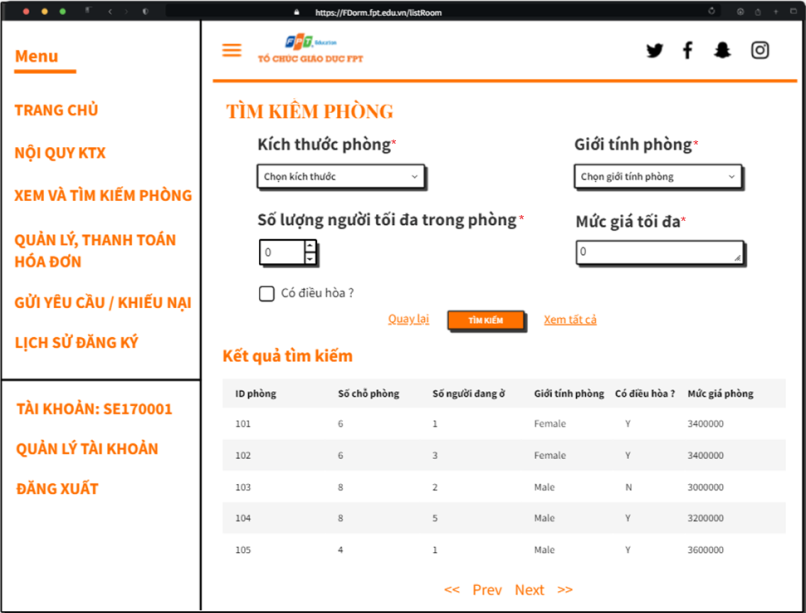 https://FDorm.fpt.edu.vn/listRoom
Menu
TRANG CHỦ
NỘI QUY KTX
XEM VÀ TÌM KIẾM PHÒNG
QUẢN LÝ, THANH TOÁN
HÓA ĐƠN
GỬI YÊU CẦU / KHIẾU NẠI
LỊCH SỬ ĐĂNG KÝ
TÀI KHOẢN: SE170001
QUẢN LÝ TÀI KHOẢN
ĐĂNG XUẤT
FPT Education
TỔ CHỨC GIÁO DỤC FPT
TÌM KIẾM PHÒNG
Kích thước phòng* Giới tính phòng*
Chọn kích thước Chọn giới tính phòng
Số lượng người tối đa trong phòng* Mức giá tối đa*
0 0
Có điều hòa ?
Quay lại TÌM KIẾM Xem tất cả
Kết quả tìm kiếm
ID phòng Số chỗ phòng Số người đang ở Giới tính phòng Có điều hòa ? Mức giá phòng
101 6 1 Female Y 3400000
102 6 3 Female Y 3400000
103 8 2 Male N 3000000
104 8 5 Male Y 3200000
105 4 1 Male Y 3600000
<< Prev Next >>